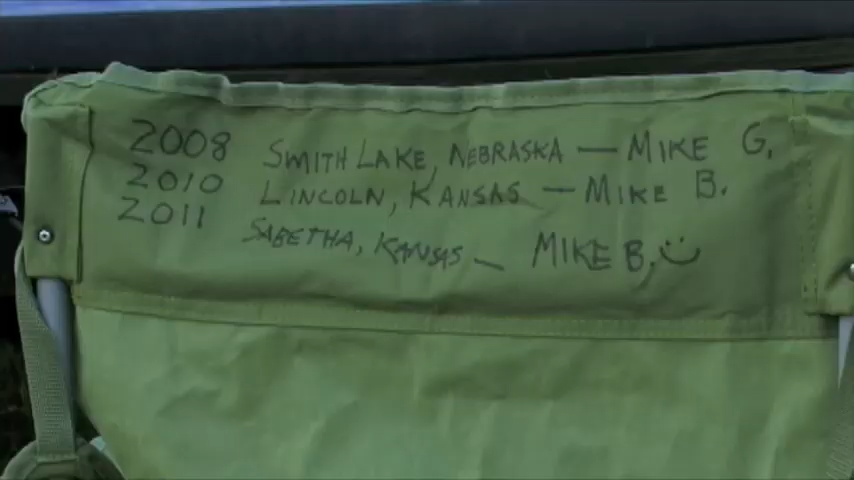 2008 SMITH LAKE, NEBRASKA — MIKE G.
2010 LINCOLN, KANSAS — MIKE B.
2011 SABETHA, KANSAS — MIKE B. :)